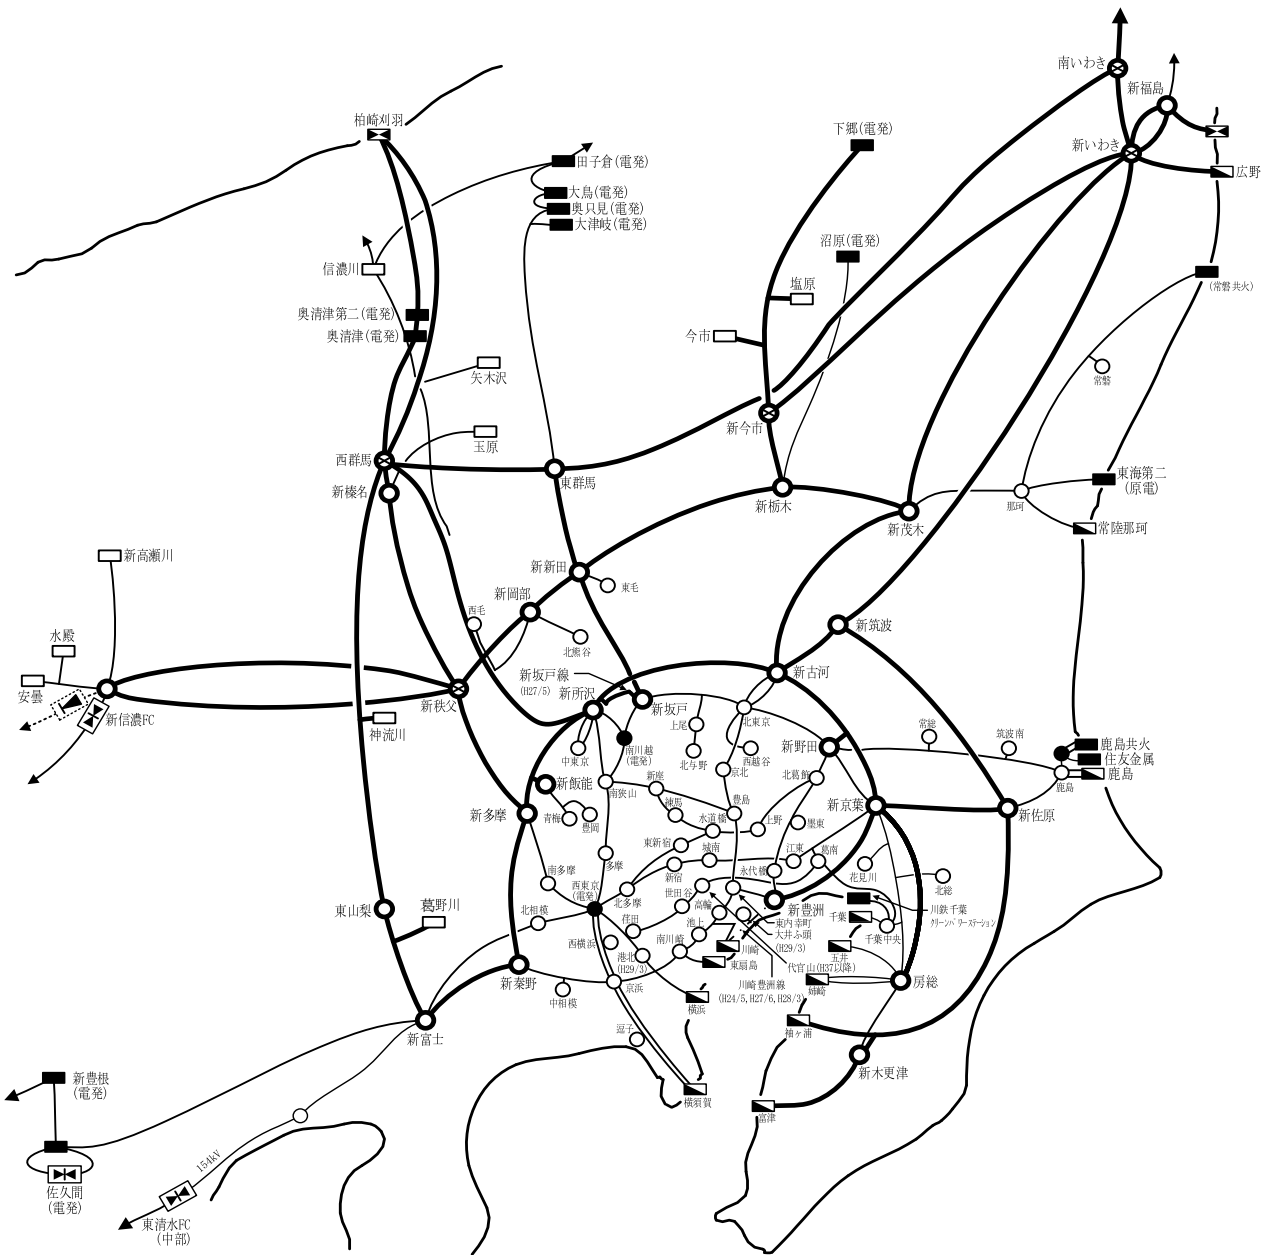 南いわき
新福島
柏崎刈羽
下郷(電発)
新いわき
田子倉(電発)
広野
大鳥(電発)
奥只見(電発)
大津岐(電発)
沼原(電発)
信濃川
塩原
(常磐共火)
奥清津第二(電発)
奥清津(電発)
今市
矢木沢
常磐
新今市
玉原
西群馬
東群馬
東海第二
(原電)
新榛名
新栃木
那珂
新茂木
常陸那珂
新高瀬川
新新田
東毛
新岡部
西毛
水殿
北熊谷
新筑波
新坂戸線
(H27/5)
新古河
安曇
新所沢
新秩父
新坂戸
新信濃FC
神流川
上尾
北東京
常総
筑波南
南川越
(電発)
中東京
北与野
西越谷
新野田
鹿島共火
住友金属
鹿島
鹿島
京北
北葛飾
新飯能
南狭山
新座
新多摩
青梅
豊岡
練馬
豊島
新京葉
新佐原
水道橋
上野
墨東
東新宿
城南
江東
葛南
多摩
新宿
永代橋
花見川
北総
南多摩
西東京
(電発)
北多摩
世田谷
高輪
新豊洲
東山梨
葛野川
北相模
荏田
池上
千葉
川鉄千葉
クリーンパワーステーション
東内幸町
大井ふ頭
(H29/3)
千葉中央
西横浜
南川崎
川崎
港北
(H29/3)
東扇島
五井
代官山(H37以降)
新秦野
中相模
京浜
川崎豊洲線
(H24/5,H27/6,H28/3)
姉崎
房総
横浜
新富士
逗子
袖ヶ浦
新木更津
新豊根
(電発)
横須賀
富津
154kV
佐久間
(電発)
東清水FC
(中部)